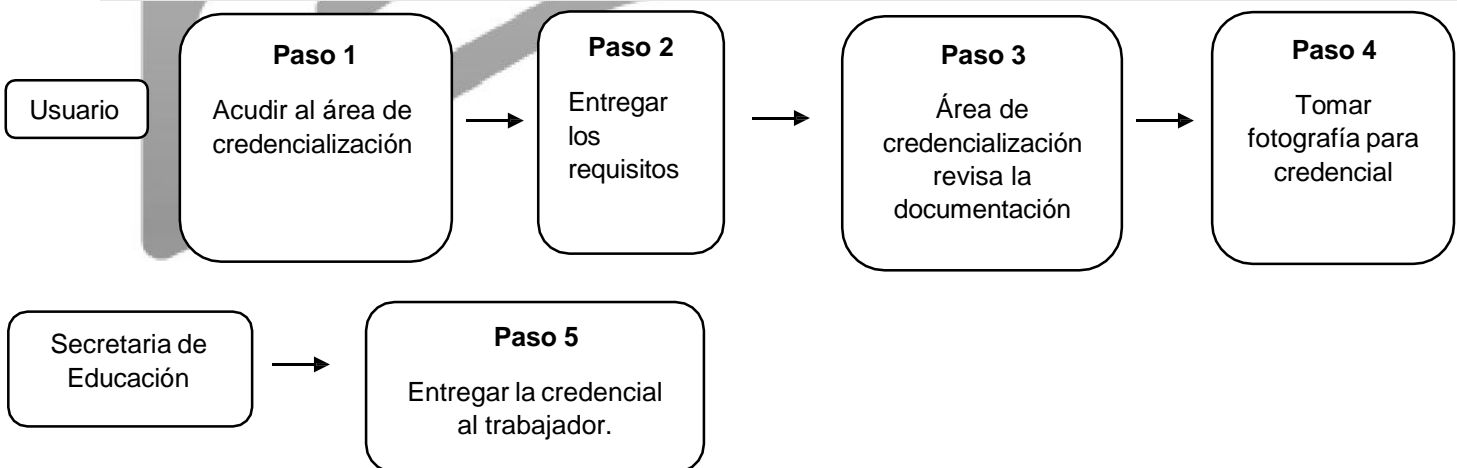 Usuario
Paso 1
Acudir al área de
credencialización
Paso 2
Entregar
los
requisitos
Paso 3
Área de
credencialización
revisa la
documentación
Paso 4
Tomar
fotografía para
credencial
Secretaria de
Educación
Paso 5
Entregar la credencial
al trabajador.